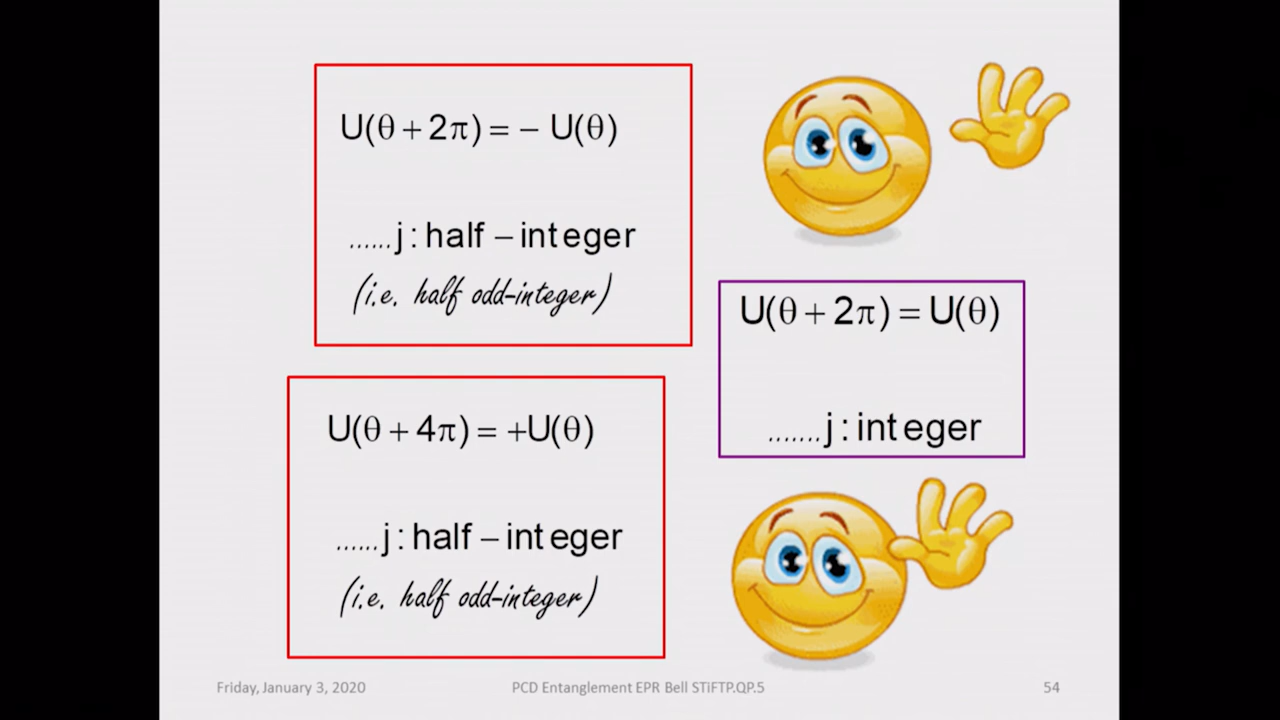 U(θ + 2π) = − U(θ)
......j : half − integer
(i.e. half odd-integer)
U(θ + 2π) = U(θ)
.......j : integer
U(θ + 4π) = +U(θ)
......j : half − integer
(i.e. half odd-integer)
Friday, January 3, 2020
PCD Entanglement EPR Bell STiFTP.QP.5
54